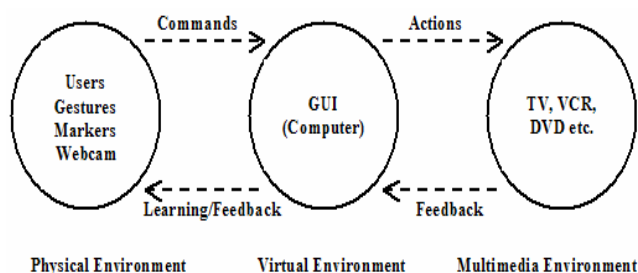 Commands
Actions
Users
Gestures
Markers
Webcam
GUI
(Computer)
TV, VCR,
DVD etc.
Learning/Feedback
Feedback
Physical Environment
Virtual Environment
Multimedia Environment